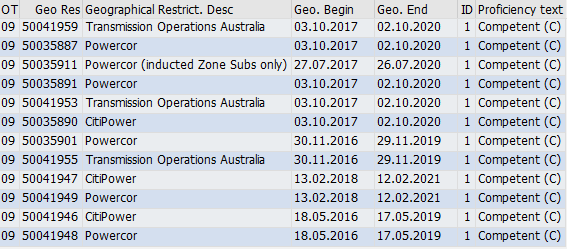 OT Geo Res Geographical Restrict. Desc Geo. Begin Geo. End ID Proficiency text
09 50041959 Transmission Operations Australia 03.10.2017 02.10.2020 1 Competent (C)
09 50035887 Powercor 03.10.2017 02.10.2020 1 Competent (C)
09 50035911 Powercor (inducted Zone Subs only) 27.07.2017 26.07.2020 1 Competent (C)
09 50035891 Powercor 03.10.2017 02.10.2020 1 Competent (C)
09 50041953 Transmission Operations Australia 03.10.2017 02.10.2020 1 Competent (C)
09 50035890 CitiPower 03.10.2017 02.10.2020 1 Competent (C)
09 50035901 Powercor 30.11.2016 29.11.2019 1 Competent (C)
09 50041955 Transmission Operations Australia 30.11.2016 29.11.2019 1 Competent (C)
09 50041947 CitiPower 13.02.2018 12.02.2021 1 Competent (C)
09 50041949 Powercor 13.02.2018 12.02.2021 1 Competent (C)
09 50041946 CitiPower 18.05.2016 17.05.2019 1 Competent (C)
09 50041948 Powercor 18.05.2016 17.05.2019 1 Competent (C)